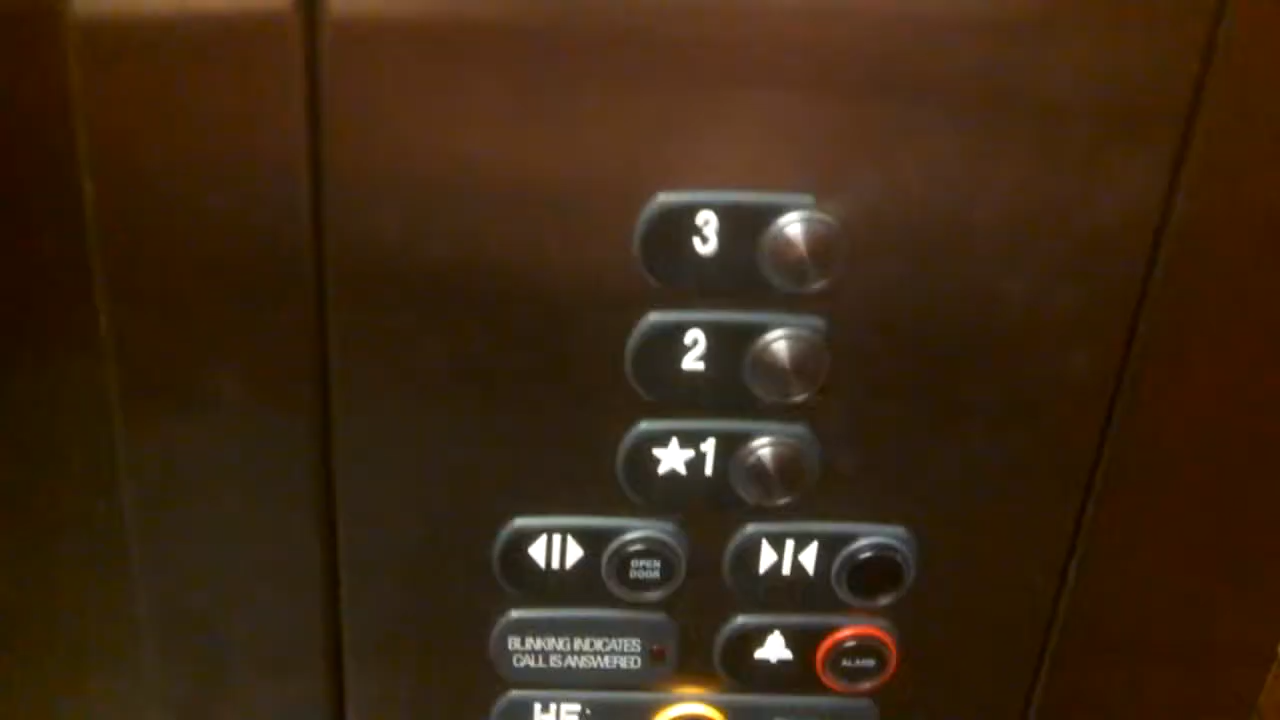 3
2
★1
OPEN
DOOR
BLINKING INDICATES
CALL IS ANSWERED
ALARM